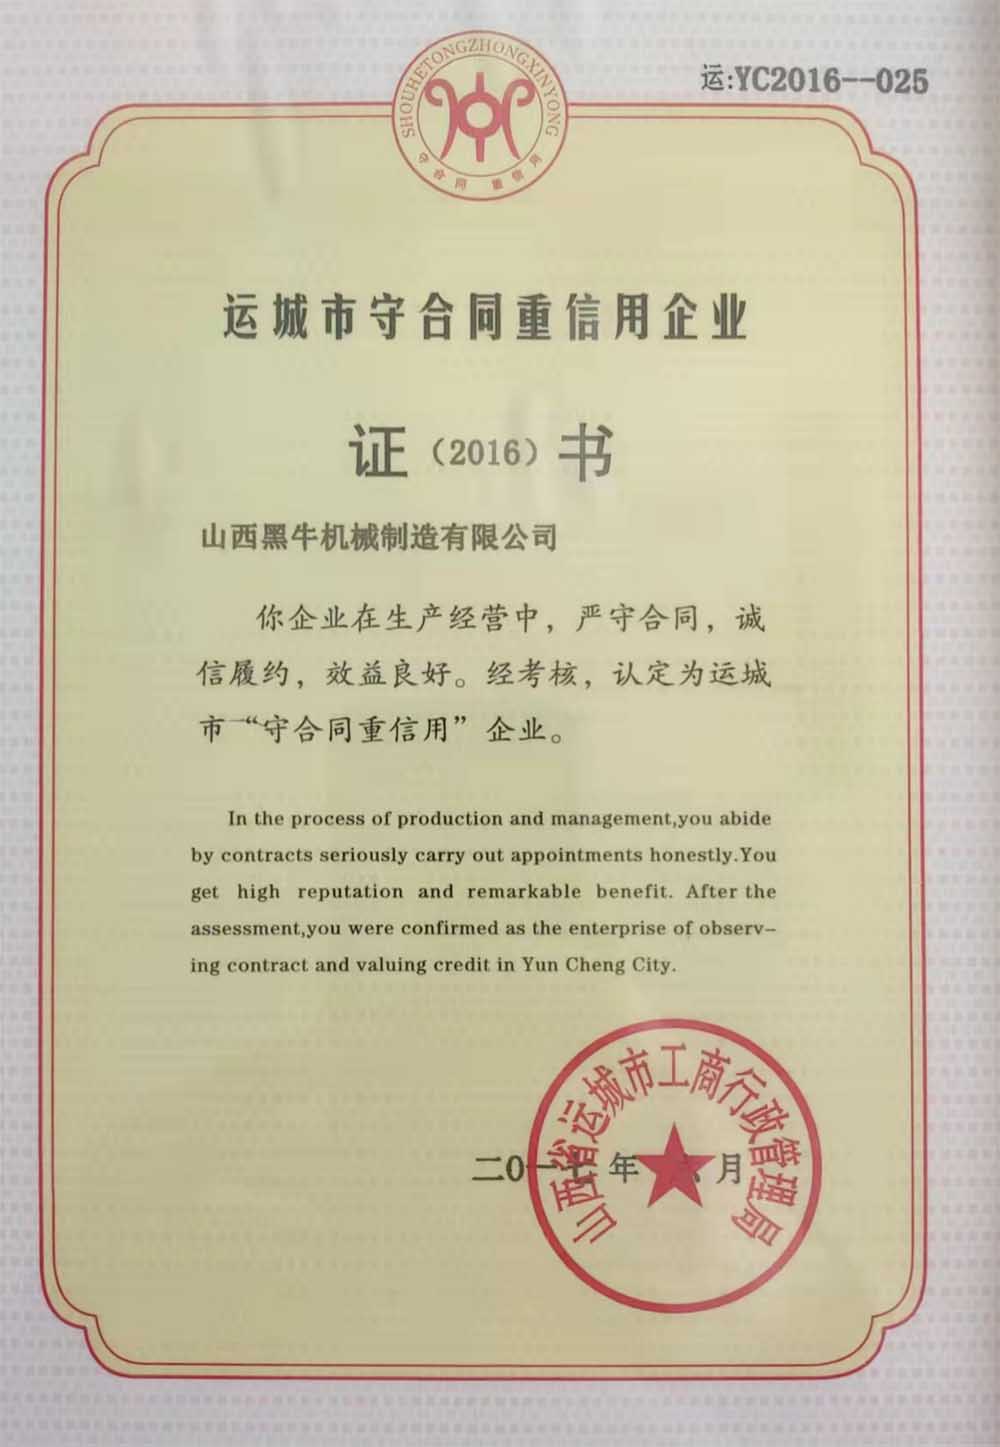 运:YC2016--025
SHOUHETONGZHONGXINYONG
守合同 重信用
运城市守合同重信用企业
证（2016）书
山西黑牛机械制造有限公司
你企业在生产经营中，严守合同，诚
信履约，效益良好。经考核，认定为运城
市“守合同重信用”企业。
In the process of production and management,you abide
by contracts seriously carry out appointments honestly.You
get high reputation and remarkable benefit. After the
assessment,you were confirmed as the enterprise of observ-
ing contract and valuing credit in Yun Cheng City.
山西省运城市工商行政管理局
二〇一七年 月